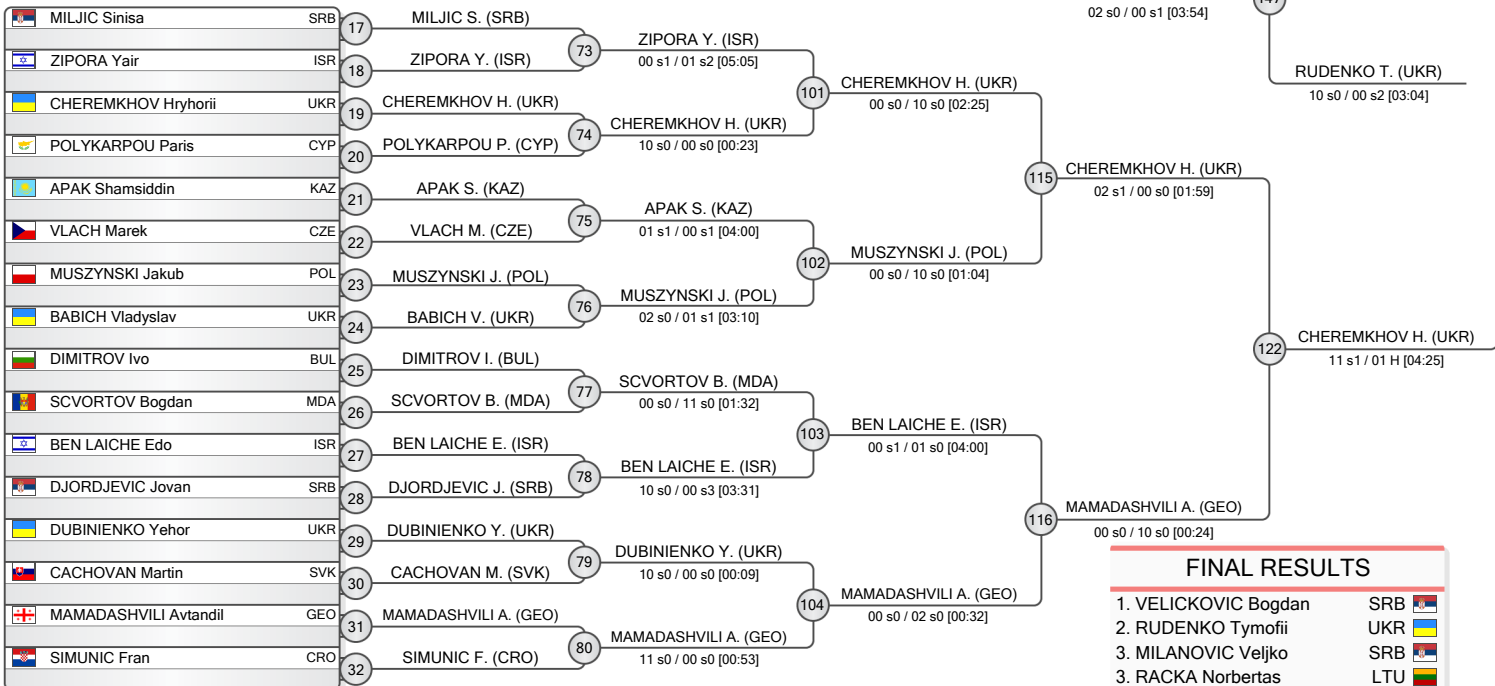 MILJIC Sinisa SRB
ZIPORA Yair ISR
CHEREMKHOV Hryhorii UKR
POLYKARPOU Paris CYP
APAK Shamsiddin KAZ
VLACH Marek CZE
MUSZYNSKI Jakub POL
BABICH Vladyslav UKR
DIMITROV Ivo BUL
SCVORTOV Bogdan MDA
BEN LAICHE Edo ISR
DJORDJEVIC Jovan SRB
DUBINIENKO Yehor UKR
CACHOVAN Martin SVK
MAMADASHVILI Avtandil GEO
SIMUNIC Fran CRO
17
18
19
20
21
22
23
24
25
26
27
28
29
30
31
32
MILJIC S. (SRB)
ZIPORA Y. (ISR)
CHEREMKHOV H. (UKR)
POLYKARPOU P. (CYP)
APAK S. (KAZ)
VLACH M. (CZE)
MUSZYNSKI J. (POL)
BABICH V. (UKR)
DIMITROV I. (BUL)
SCVORTOV B. (MDA)
BEN LAICHE E. (ISR)
DJORDJEVIC J. (SRB)
DUBINIENKO Y. (UKR)
CACHOVAN M. (SVK)
MAMADASHVILI A. (GEO)
SIMUNIC F. (CRO)
73
74
75
76
77
78
79
80
ZIPORA Y. (ISR)
00 s1 / 01 s2 [05:05]
CHEREMKHOV H. (UKR)
10 s0 / 00 s0 [00:23]
APAK S. (KAZ)
01 s1 / 00 s1 [04:00]
MUSZYNSKI J. (POL)
02 s0 / 01 s1 [03:10]
SCVORTOV B. (MDA)
00 s0 / 11 s0 [01:32]
BEN LAICHE E. (ISR)
10 s0 / 00 s3 [03:31]
DUBINIENKO Y. (UKR)
10 s0 / 00 s0 [00:09]
MAMADASHVILI A. (GEO)
11 s0 / 00 s0 [00:53]
101
102
103
104
CHEREMKHOV H. (UKR)
00 s0 / 10 s0 [02:25]
MUSZYNSKI J. (POL)
00 s0 / 10 s0 [01:04]
BEN LAICHE E. (ISR)
00 s1 / 01 s0 [04:00]
MAMADASHVILI A. (GEO)
00 s0 / 02 s0 [00:32]
115
116
CHEREMKHOV H. (UKR)
02 s1 / 00 s0 [01:59]
MAMADASHVILI A. (GEO)
00 s0 / 10 s0 [00:24]
122
CHEREMKHOV H. (UKR)
11 s1 / 01 H [04:25]
02 s0 / 00 s1 [03:54]
147
RUDENKO T. (UKR)
10 s0 / 00 s2 [03:04]
FINAL RESULTS
1. VELICKOVIC Bogdan SRB
2. RUDENKO Tymofii UKR
3. MILANOVIC Veljko SRB
3. RACKA Norbertas LTU